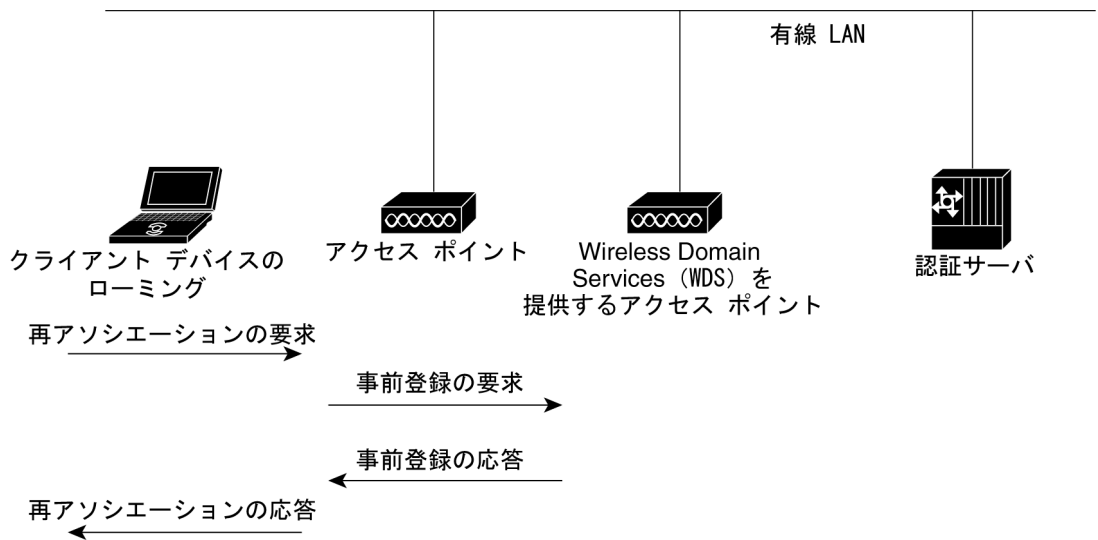 有線 LAN
クライアント デバイスの
ローミング
アクセス ポイント
Wireless Domain
Services（WDS）を
提供するアクセス ポイント
認証サーバ
再アソシエーションの要求
事前登録の要求
事前登録の応答
再アソシエーションの応答